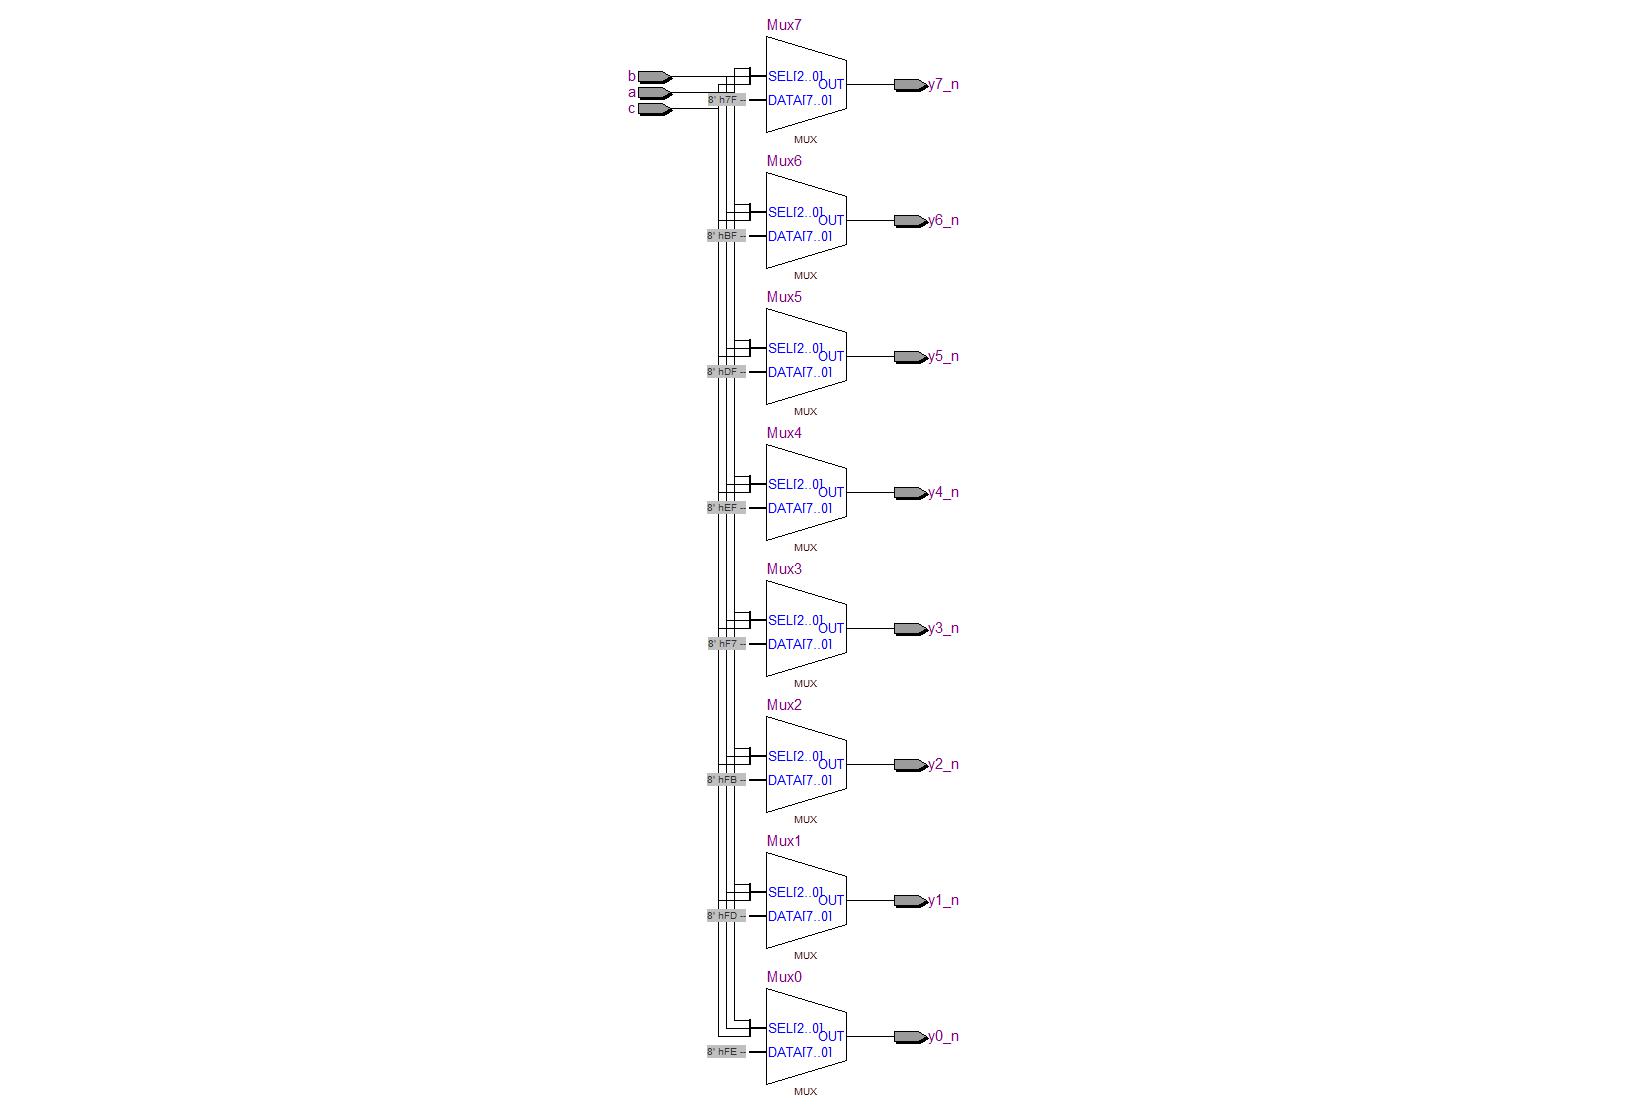 Mux7
b
SEL[2..0]
OUT
y7_n
a
c
8' h7F --
DATA[7..0]
MUX
Mux6
SEL[2..0]
OUT
y6_n
8' hBF --
DATA[7..0]
MUX
Mux5
SEL[2..0]
OUT
y5_n
8' hDF --
DATA[7..0]
MUX
Mux4
SEL[2..0]
OUT
y4_n
8' hEF --
DATA[7..0]
MUX
Mux3
SEL[2..0]
OUT
y3_n
8' hF7 --
DATA[7..0]
MUX
Mux2
SEL[2..0]
OUT
y2_n
8' hFB --
DATA[7..0]
MUX
Mux1
SEL[2..0]
OUT
y1_n
8' hFD --
DATA[7..0]
MUX
Mux0
SEL[2..0]
OUT
y0_n
8' hFE --
DATA[7..0]
MUX